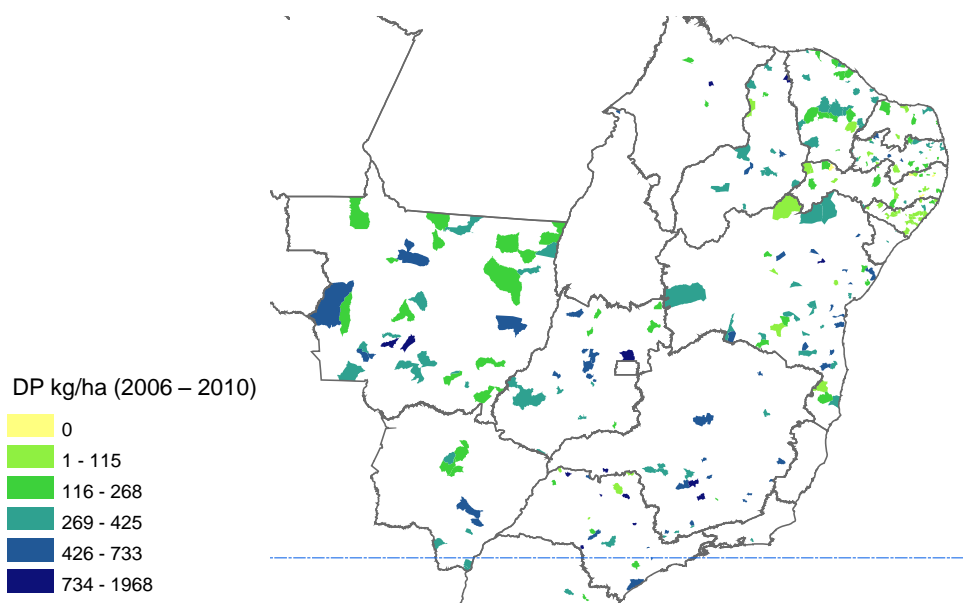 DP kg/ha (2006 – 2010)
0
1 - 115
116 - 268
269 - 425
426 - 733
734 - 1968